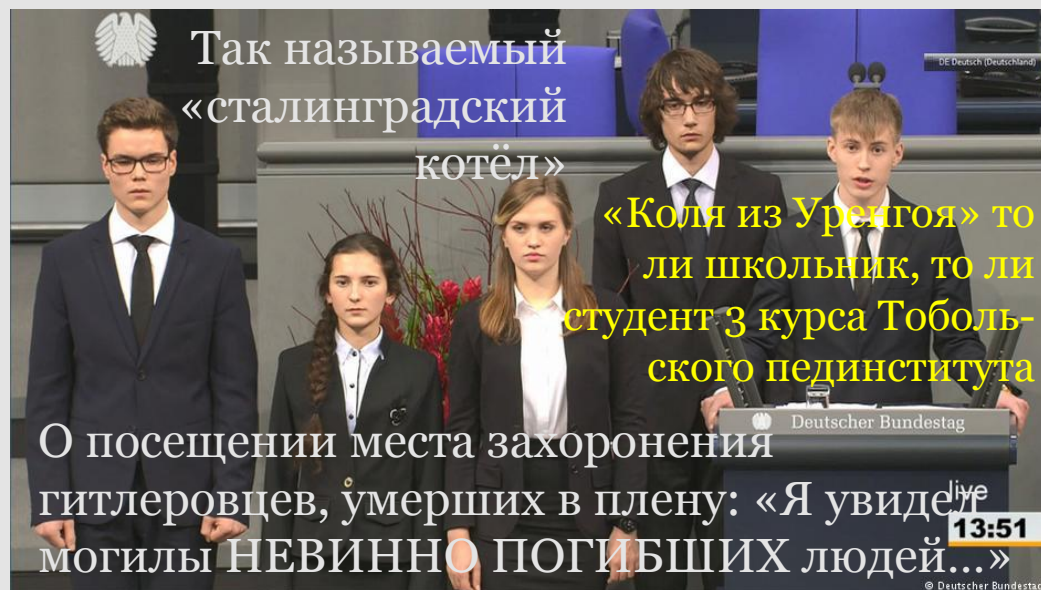 Так называемый
«сталинградский
котёл»
DE Deutsch (Deutschland)
«Коля из Уренгоя» то
ли школьник, то ли
студент 3 курса Тоболь-
ского пединститута
Deutscher Bundestag
О посещении места захоронения
гитлеровцев, умерших в плену: «Я увидел
live
13:51
могилы НЕВИННО ПОГИБШИХ людей...»
© Deutscher Bundestag